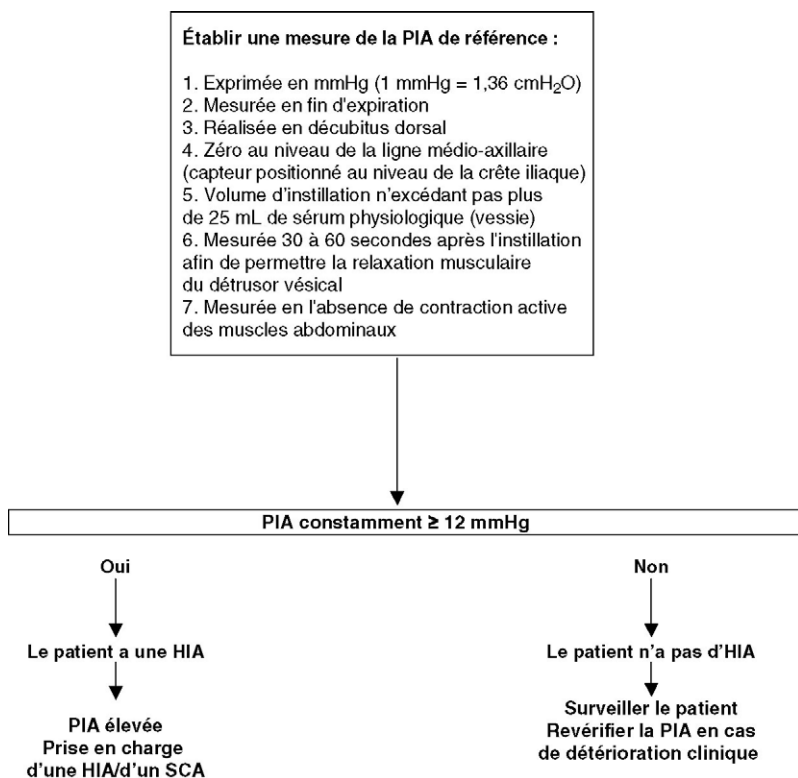 Établir une mesure de la PIA de référence :
1. Exprimée en mmHg (1 mmHg = 1,36 cmH₂O)
2. Mesurée en fin d'expiration
3. Réalisée en décubitus dorsal
4. Zéro au niveau de la ligne médio-axillaire
(capteur positionné au niveau de la crête iliaque)
5. Volume d'instillation n'excédant pas plus
de 25 mL de sérum physiologique (vessie)
6. Mesurée 30 à 60 secondes après l'instillation
afin de permettre la relaxation musculaire
du détrusor vésical
7. Mesurée en l'absence de contraction active
des muscles abdominaux
PIA constamment ≥ 12 mmHg
Oui
Non
Le patient a une HIA
Le patient n'a pas d'HIA
PIA élevée
Prise en charge
d'une HIA/d'un SCA
Surveiller le patient
Revérifier la PIA en cas
de détérioration clinique